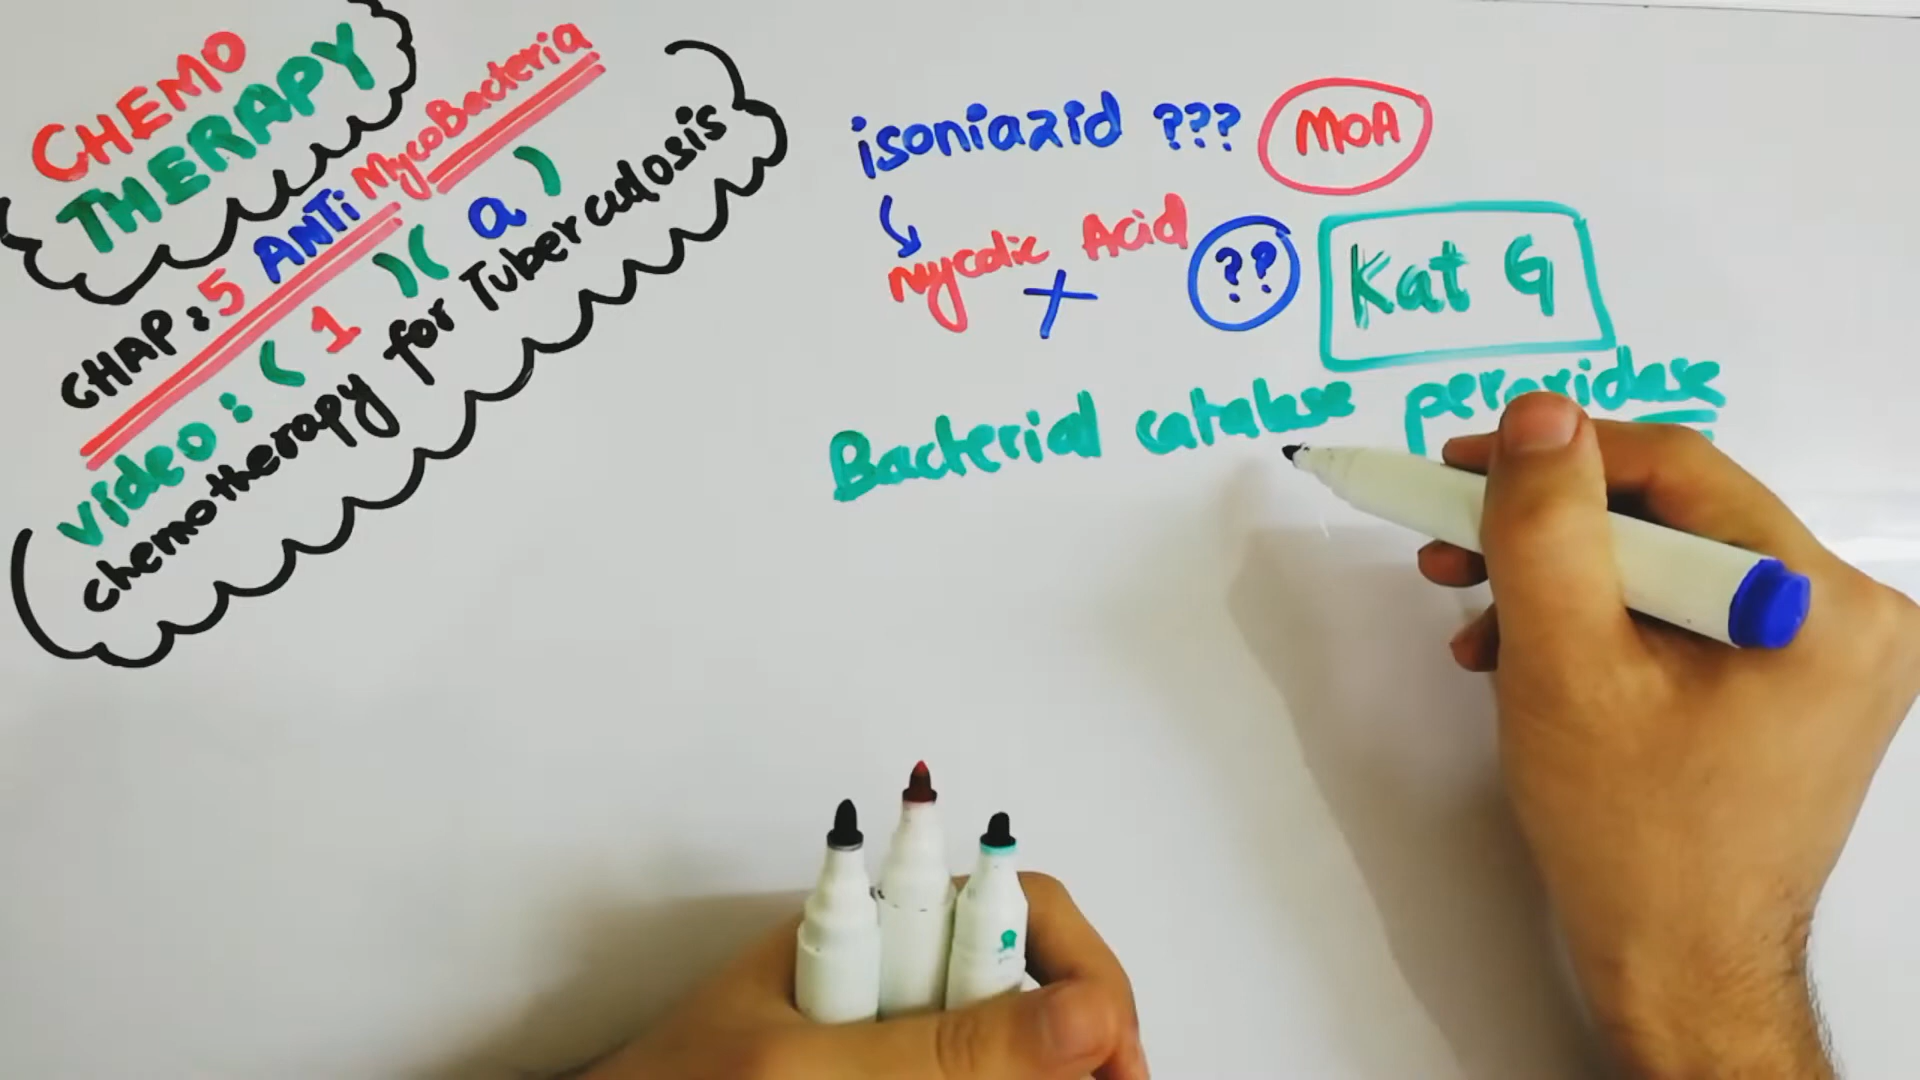 CHEMO
THERAPY
CHAP:5 ANTi MycoBacteria
video: (1)(a)
chemotherapy for Tuberculosis
isoniazid ??? MOA
Mycolic Acid ?? Kat G
X
Bacterial catalase peroxidase